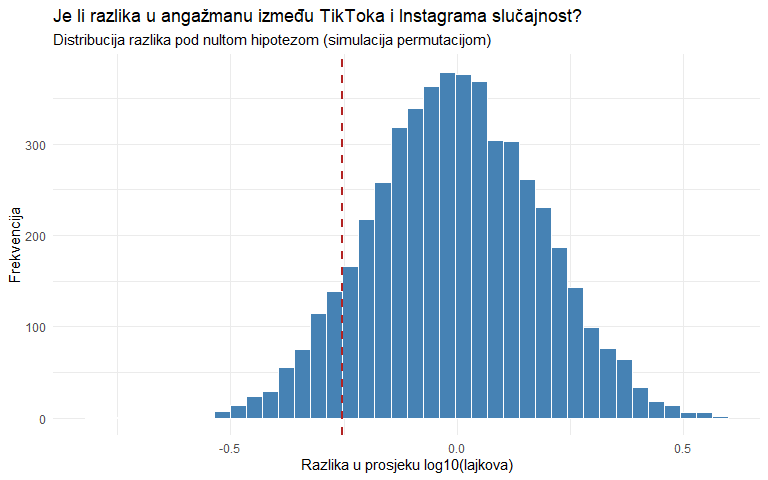 Je li razlika u angažmanu između TikToka i Instagrama slučajnost?
Distribucija razlika pod nultom hipotezom (simulacija permutacijom)
Frekvencija
300
200
100
0
-0.5
0.0
0.5
Razlika u prosjeku log10(lajkova)